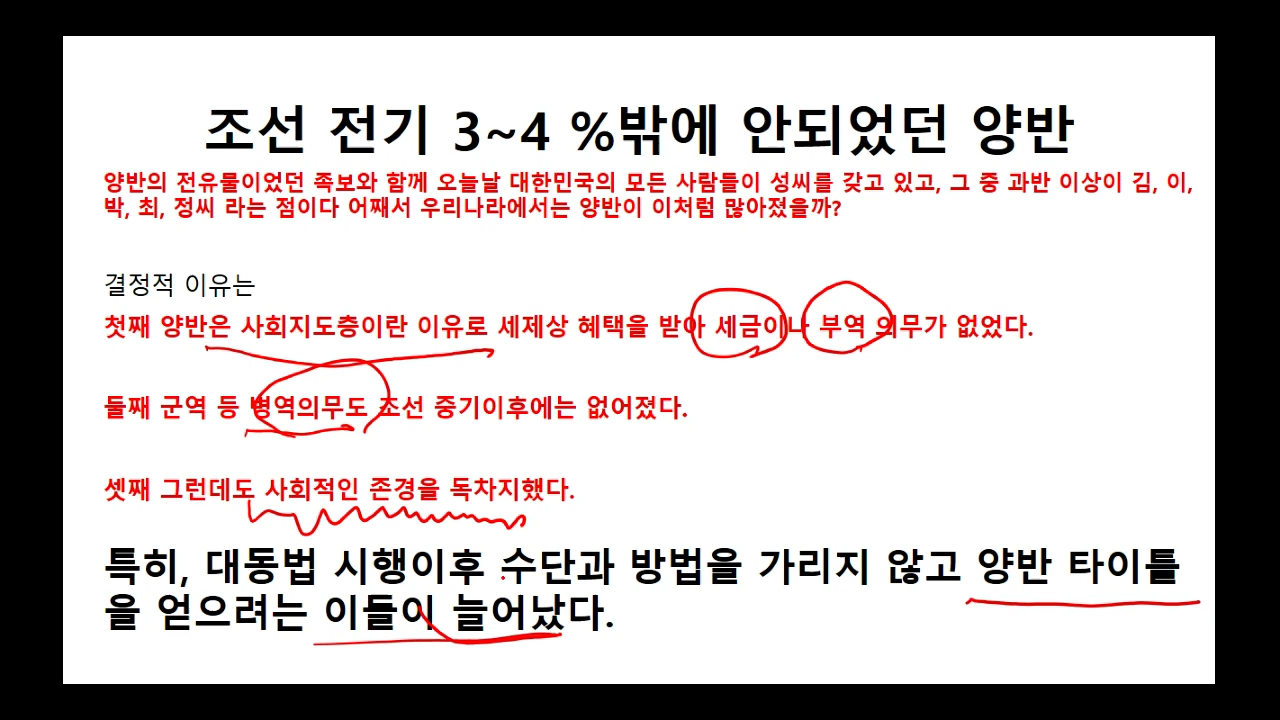 조선 전기 3~4 %밖에 안되었던 양반
양반의 전유물이었던 족보와 함께 오늘날 대한민국의 모든 사람들이 성씨를 갖고 있고, 그 중 과반 이상이 김, 이,
박, 최, 정씨 라는 점이다 어째서 우리나라에서는 양반이 이처럼 많아졌을까?
결정적 이유는
첫째 양반은 사회지도층이란 이유로 세제상 혜택을 받아 세금이나 부역 의무가 없었다.
둘째 군역 등 병역의무도 조선 중기이후에는 없어졌다.
셋째 그런데도 사회적인 존경을 독차지했다.
특히, 대동법 시행이후 수단과 방법을 가리지 않고 양반 타이틀
을 얻으려는 이들이 늘어났다.